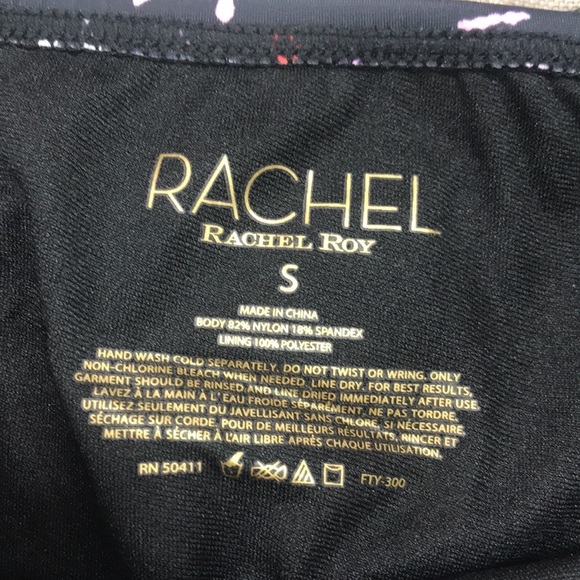 RACHEL
RACHEL ROY
S
MADE IN CHINA
BODY 82% NYLON 18% SPANDEX
LINING 100% POLYESTER
HAND WASH COLD SEPARATELY. DO NOT TWIST OR WRING. ONLY
NON-CHLORINE BLEACH WHEN NEEDED. LINE DRY. FOR BEST RESULTS,
GARMENT SHOULD BE RINSED AND LINE DRIED IMMEDIATELY AFTER USE.
LAVEZ À LA MAIN À L'EAU FROIDE SÉPARÉMENT. NE PAS TORDRE.
UTILISEZ SEULEMENT DU JAVELLISANT SANS CHLORE, SI NÉCESSAIRE
SÉCHAGE SUR CORDE. POUR DE MEILLEURS RÉSULTATS, RINCER ET
METTRE À SÉCHER À L'AIR LIBRE APRÈS CHAQUE UTILISATION.
RN 50411 FTY-300